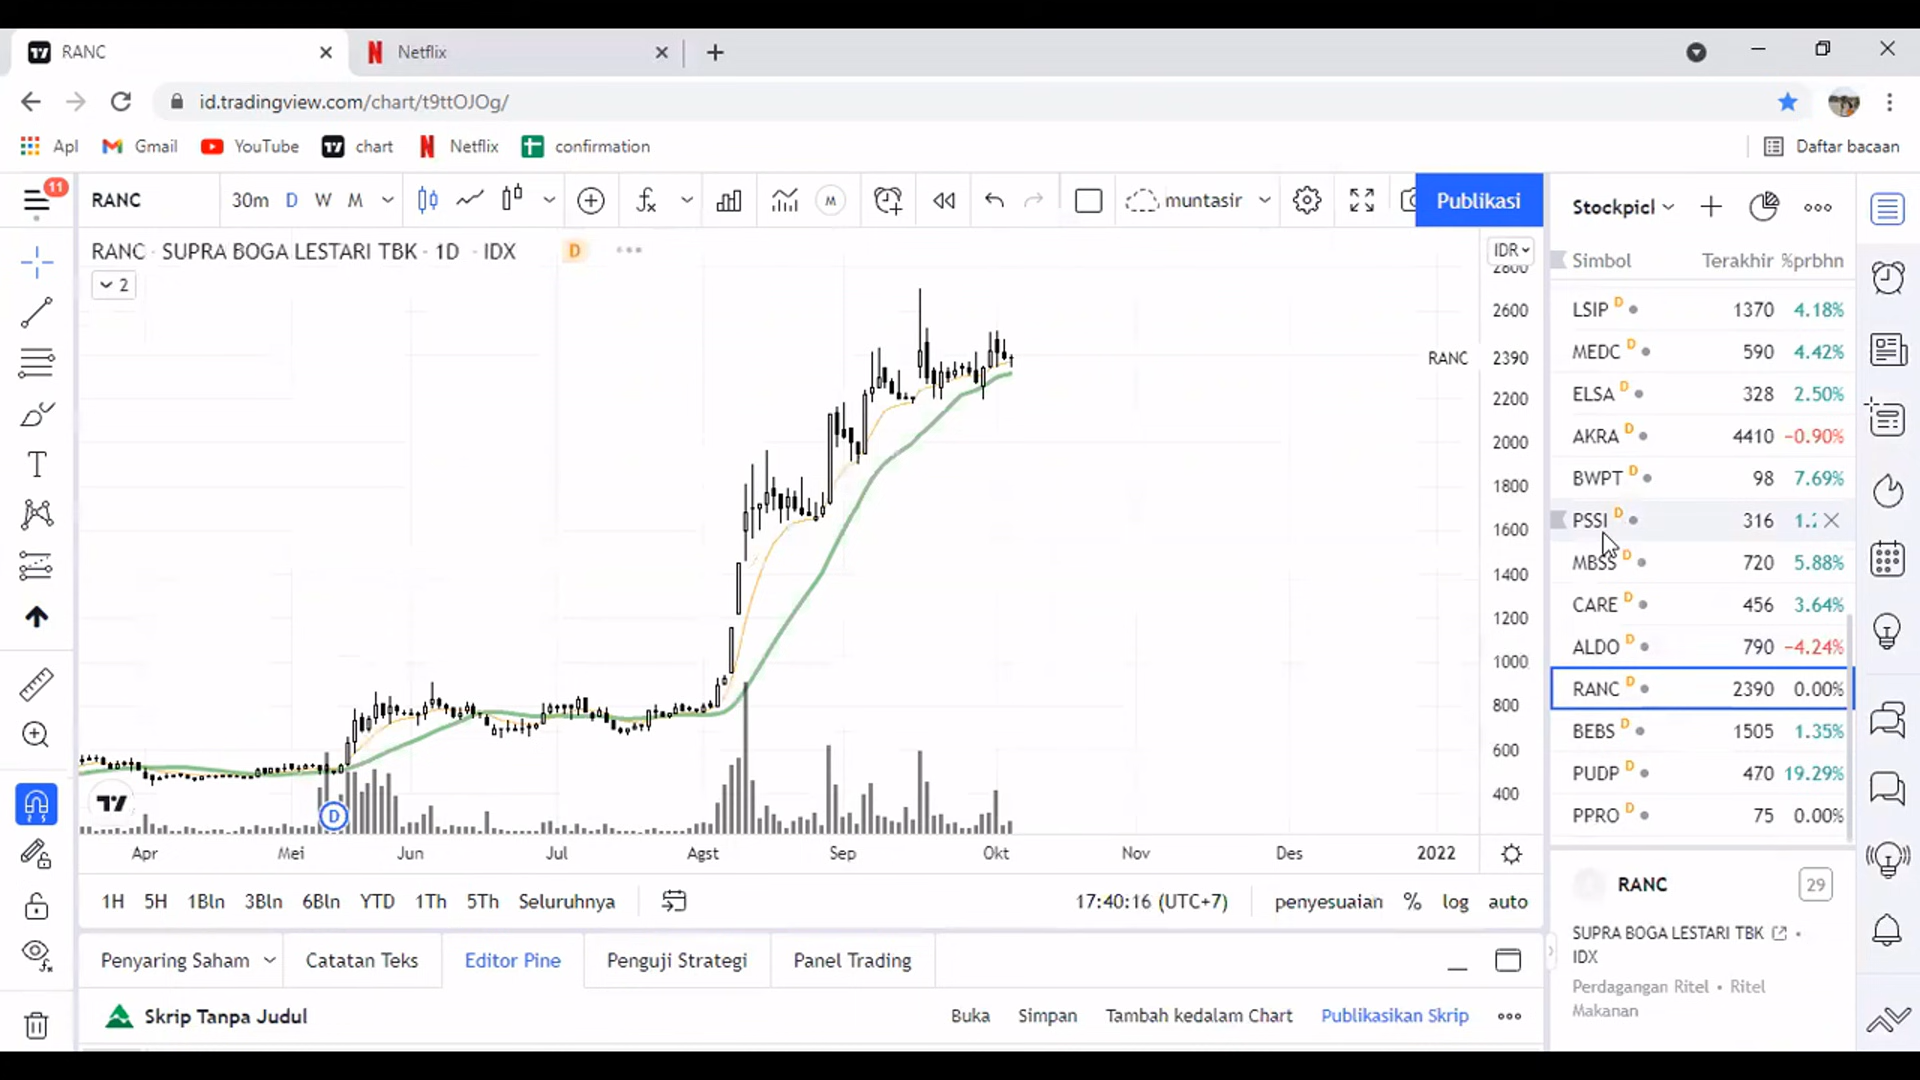 RANC
Netflix
id.tradingview.com/chart/t9ttOJOg/
Apl Gmail YouTube chart Netflix confirmation Daftar bacaan
11
RANC 30m D W M M muntasir Publikasi Stockpicl
RANC · SUPRA BOGA LESTARI TBK · 1D · IDX D IDR
2
Simbol Terakhir %prbhn
LSIP D 1370 4.18%
MEDC D 590 4.42%
ELSA D 328 2.50%
AKRA D 4410 −0.90%
BWPT D 98 7.69%
PSSI D 316 1.2
MBSS D 720 5.88%
CARE D 456 3.64%
ALDO D 790 −4.24%
RANC D 2390 0.00%
BEBS D 1505 1.35%
PUDP D 470 19.29%
PPRO D 75 0.00%
2800
2600
RANC 2390
2200
2000
1800
1600
1400
1200
1000
800
600
400
D
Apr Mei Jun Jul Agst Sep Okt Nov Des 2022
1H 5H 1Bln 3Bln 6Bln YTD 1Th 5Th Seluruhnya 17:40:16 (UTC+7) penyesuaian % log auto
Penyaring Saham Catatan Teks Editor Pine Penguji Strategi Panel Trading
Skrip Tanpa Judul Buka Simpan Tambah kedalam Chart Publikasikan Skrip
RANC 29
SUPRA BOGA LESTARI TBK •
IDX
Perdagangan Ritel • Ritel
Makanan